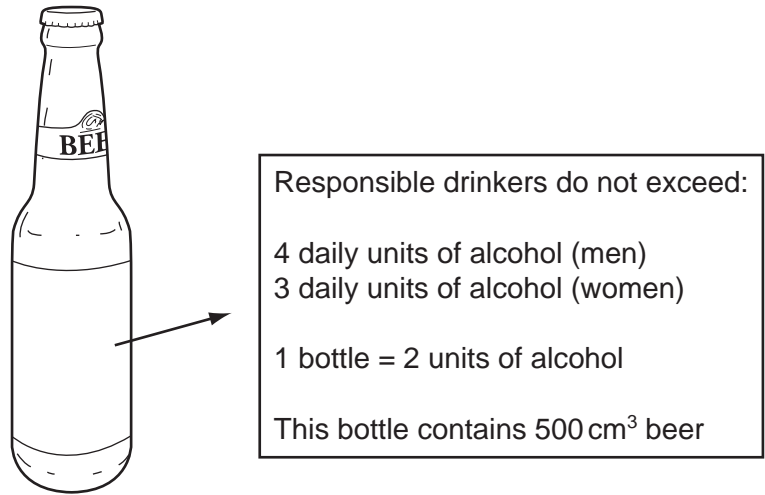 BEE
Responsible drinkers do not exceed:
4 daily units of alcohol (men)
3 daily units of alcohol (women)
1 bottle = 2 units of alcohol
This bottle contains 500 cm³ beer